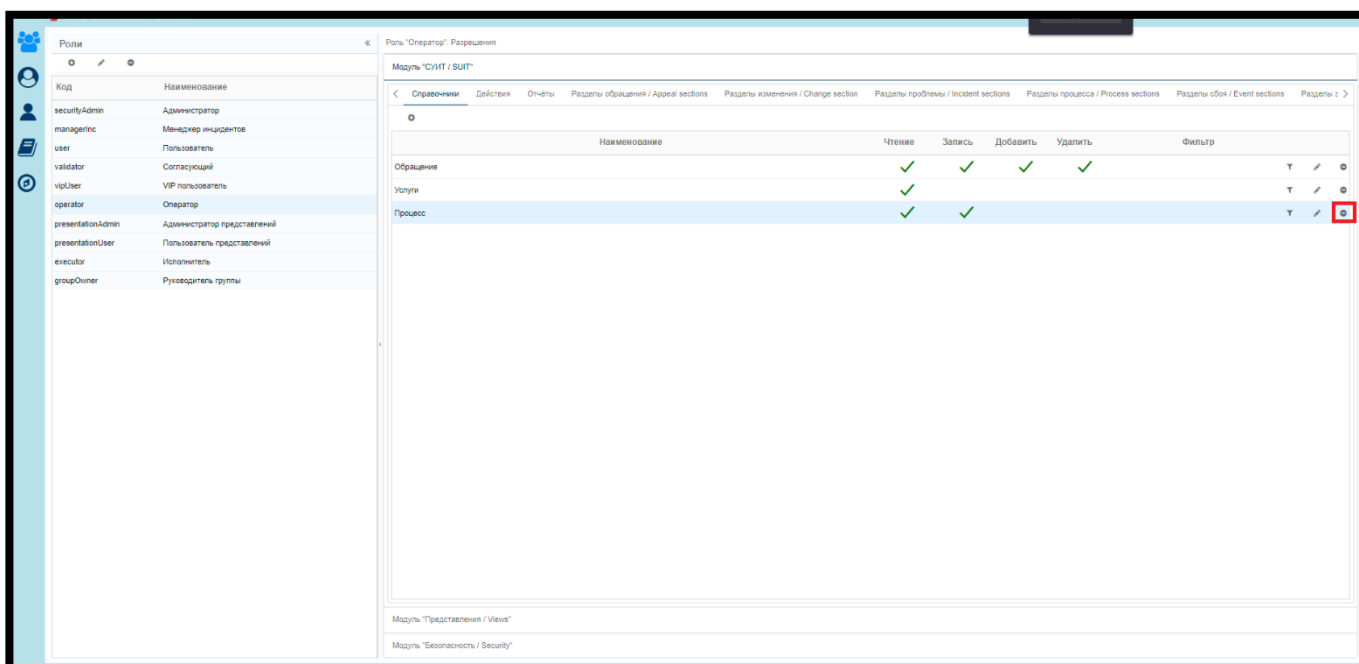 Роли
Роль "Оператор". Разрешения
Модуль "СУИТ / SUIT"
Код Наименование
Справочники Действия Отчёты Разделы обращения / Appeal sections Разделы изменения / Change section Разделы проблемы / Incident sections Разделы процесса / Process sections Разделы сбоя / Event sections Разделы
securityAdmin Администратор
managerInc Менеджер инцидентов
user Пользователь
validator Согласующий
vipUser VIP пользователь
operator Оператор
presentationAdmin Администратор представлений
presentationUser Пользователь представлений
executor Исполнитель
groupOwner Руководитель группы
Наименование Чтение Запись Добавить Удалить Фильтр
Обращение
Услуги
Процесс
Модуль "Представления / Views"
Модуль "Безопасность / Security"